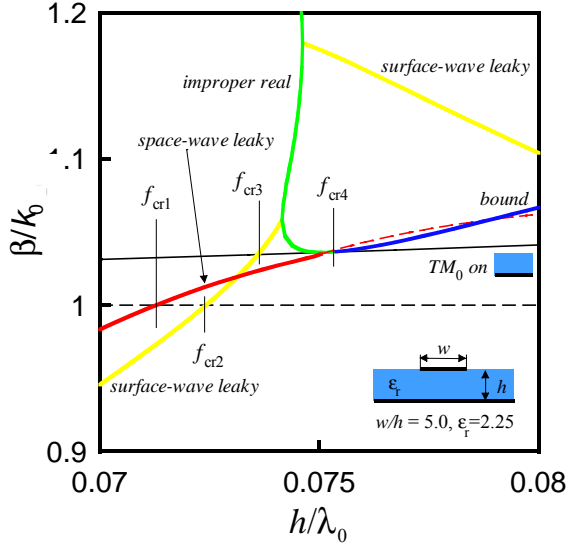 1.2
surface-wave leaky
improper real
space-wave leaky
.1
f_cr1
f_cr3
f_cr4
bound
β/k_0
TM_0 on
1
f_cr2
surface-wave leaky
w
ε_r
h
w/h = 5.0, ε_r=2.25
0.9
0.07
0.075
0.08
h/λ_0